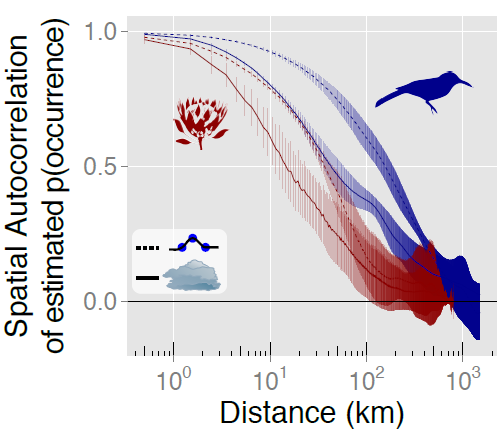 Spatial Autocorrelation
of estimated p(occurrence)
1.0
0.5
0.0
10⁰
10¹
10²
10³
Distance (km)